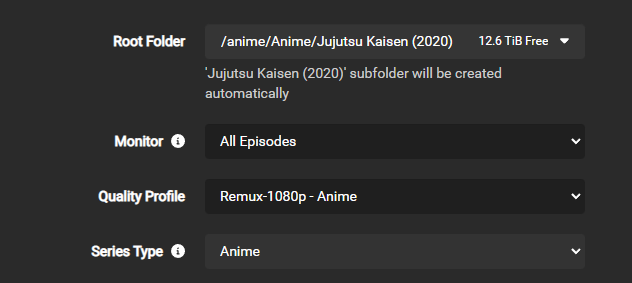 Root Folder /anime/Anime/Jujutsu Kaisen (2020) 12.6 TiB Free
'Jujutsu Kaisen (2020)' subfolder will be created
automatically
Monitor All Episodes
Quality Profile Remux-1080p - Anime
Series Type Anime